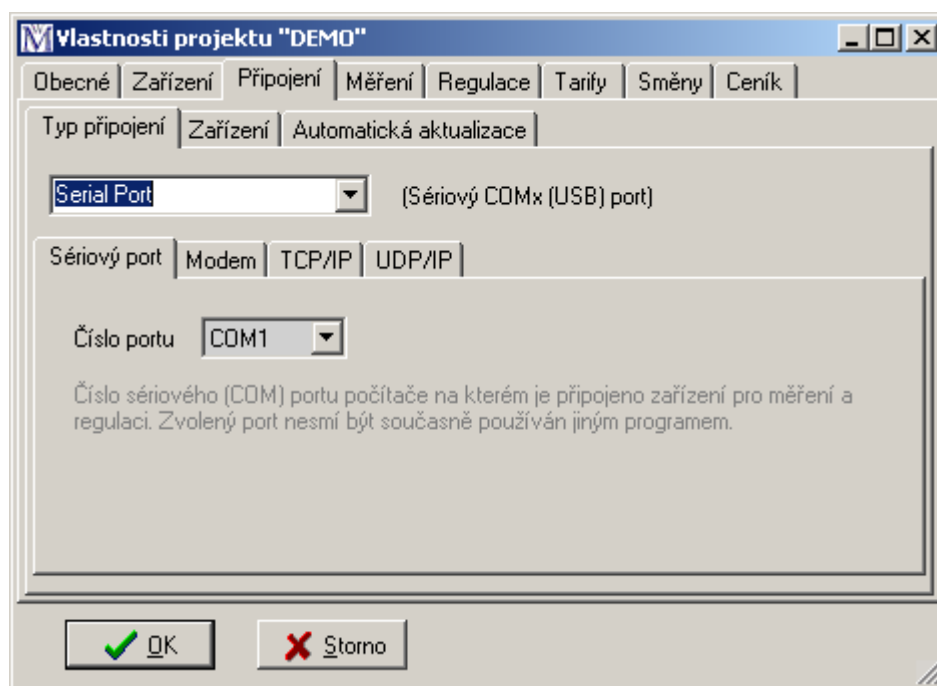 Vlastnosti projektu "DEMO"
Obecné Zařízení Připojení Měření Regulace Tarify Směny Ceník
Typ připojení Zařízení Automatická aktualizace
Serial Port (Sériový COMx (USB) port)
Sériový port Modem TCP/IP UDP/IP
Číslo portu COM1
Číslo sériového (COM) portu počítače na kterém je připojeno zařízení pro měření a
regulaci. Zvolený port nesmí být současně používán jiným programem.
OK Storno